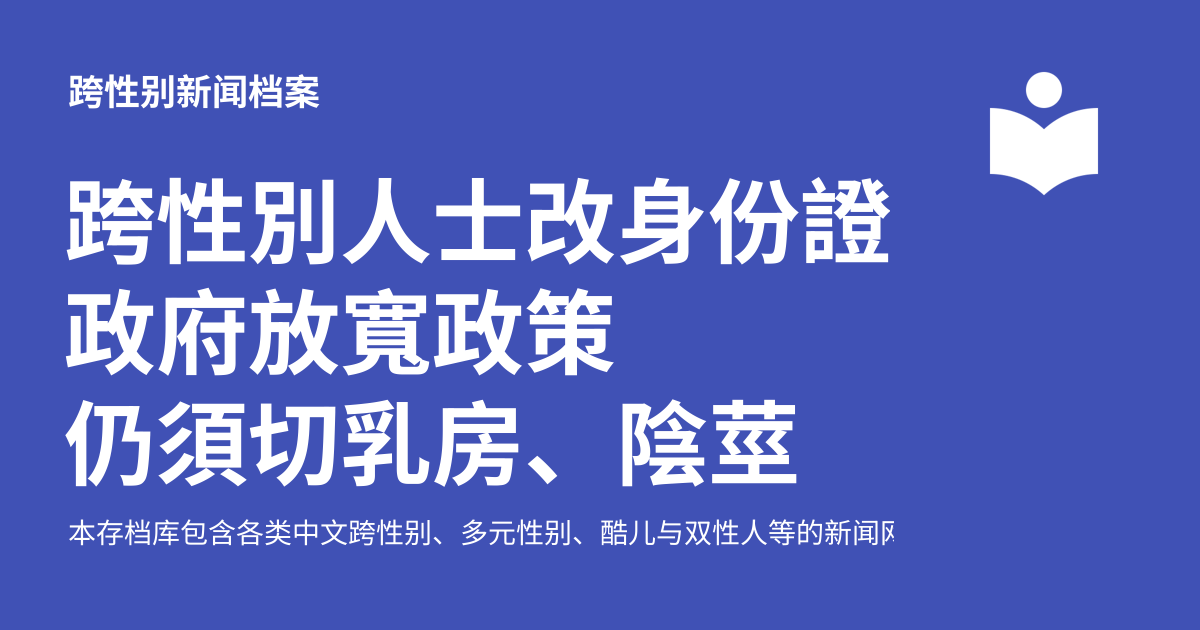 跨性别新闻档案
跨性別人士改身份證
政府放寬政策
仍須切乳房、陰莖
本存档库包含各类中文跨性别、多元性别、酷儿与双性人等的新闻